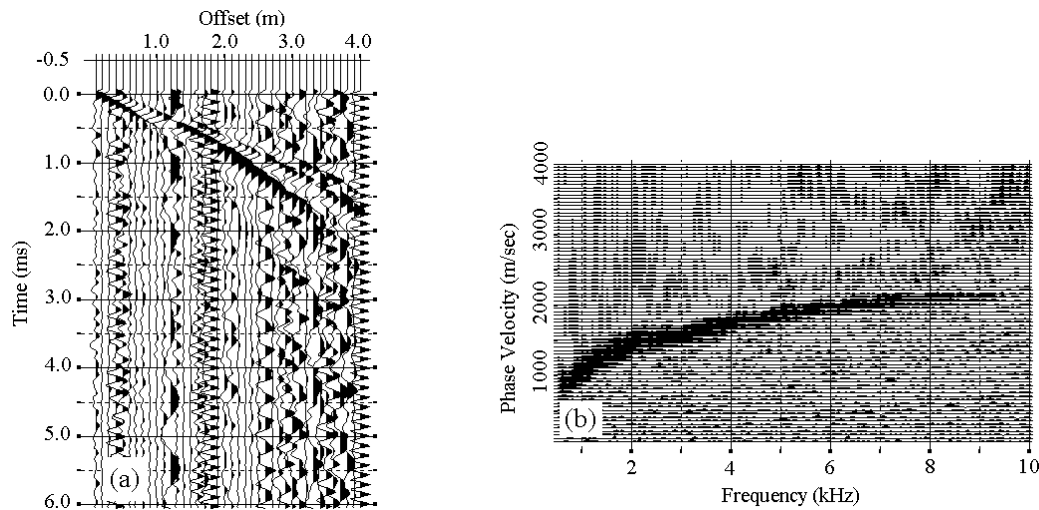 Offset (m)
1.0 2.0 3.0 4.0
-0.5
0.0
1.0
2.0
3.0
4.0
5.0
6.0
Time (ms)
(a)
4000
3000
2000
1000
Phase Velocity (m/sec)
(b)
2 4 6 8 10
Frequency (kHz)